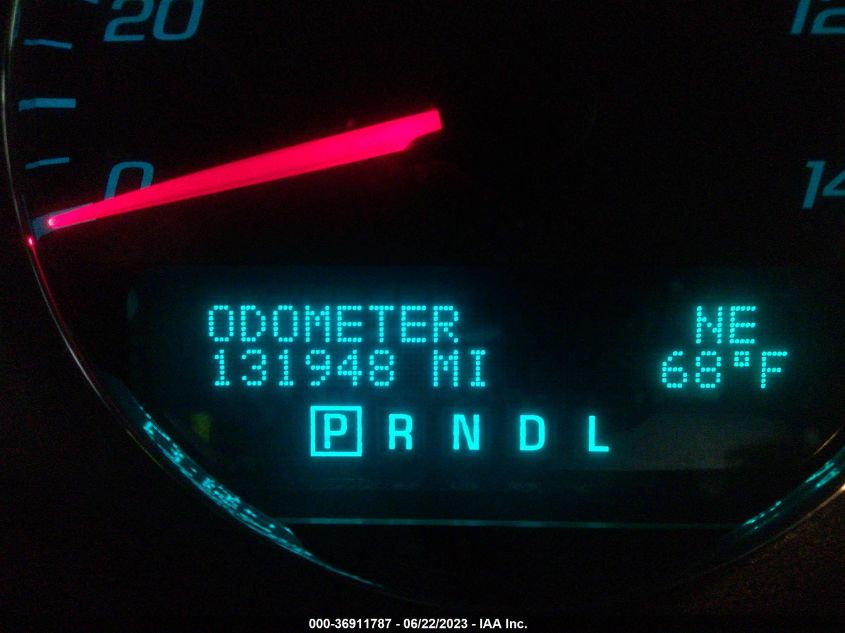 20
12
0
14
ODOMETER NE
131948 MI 68°F
P R N D L
000-36911787 - 06/22/2023 - IAA Inc.